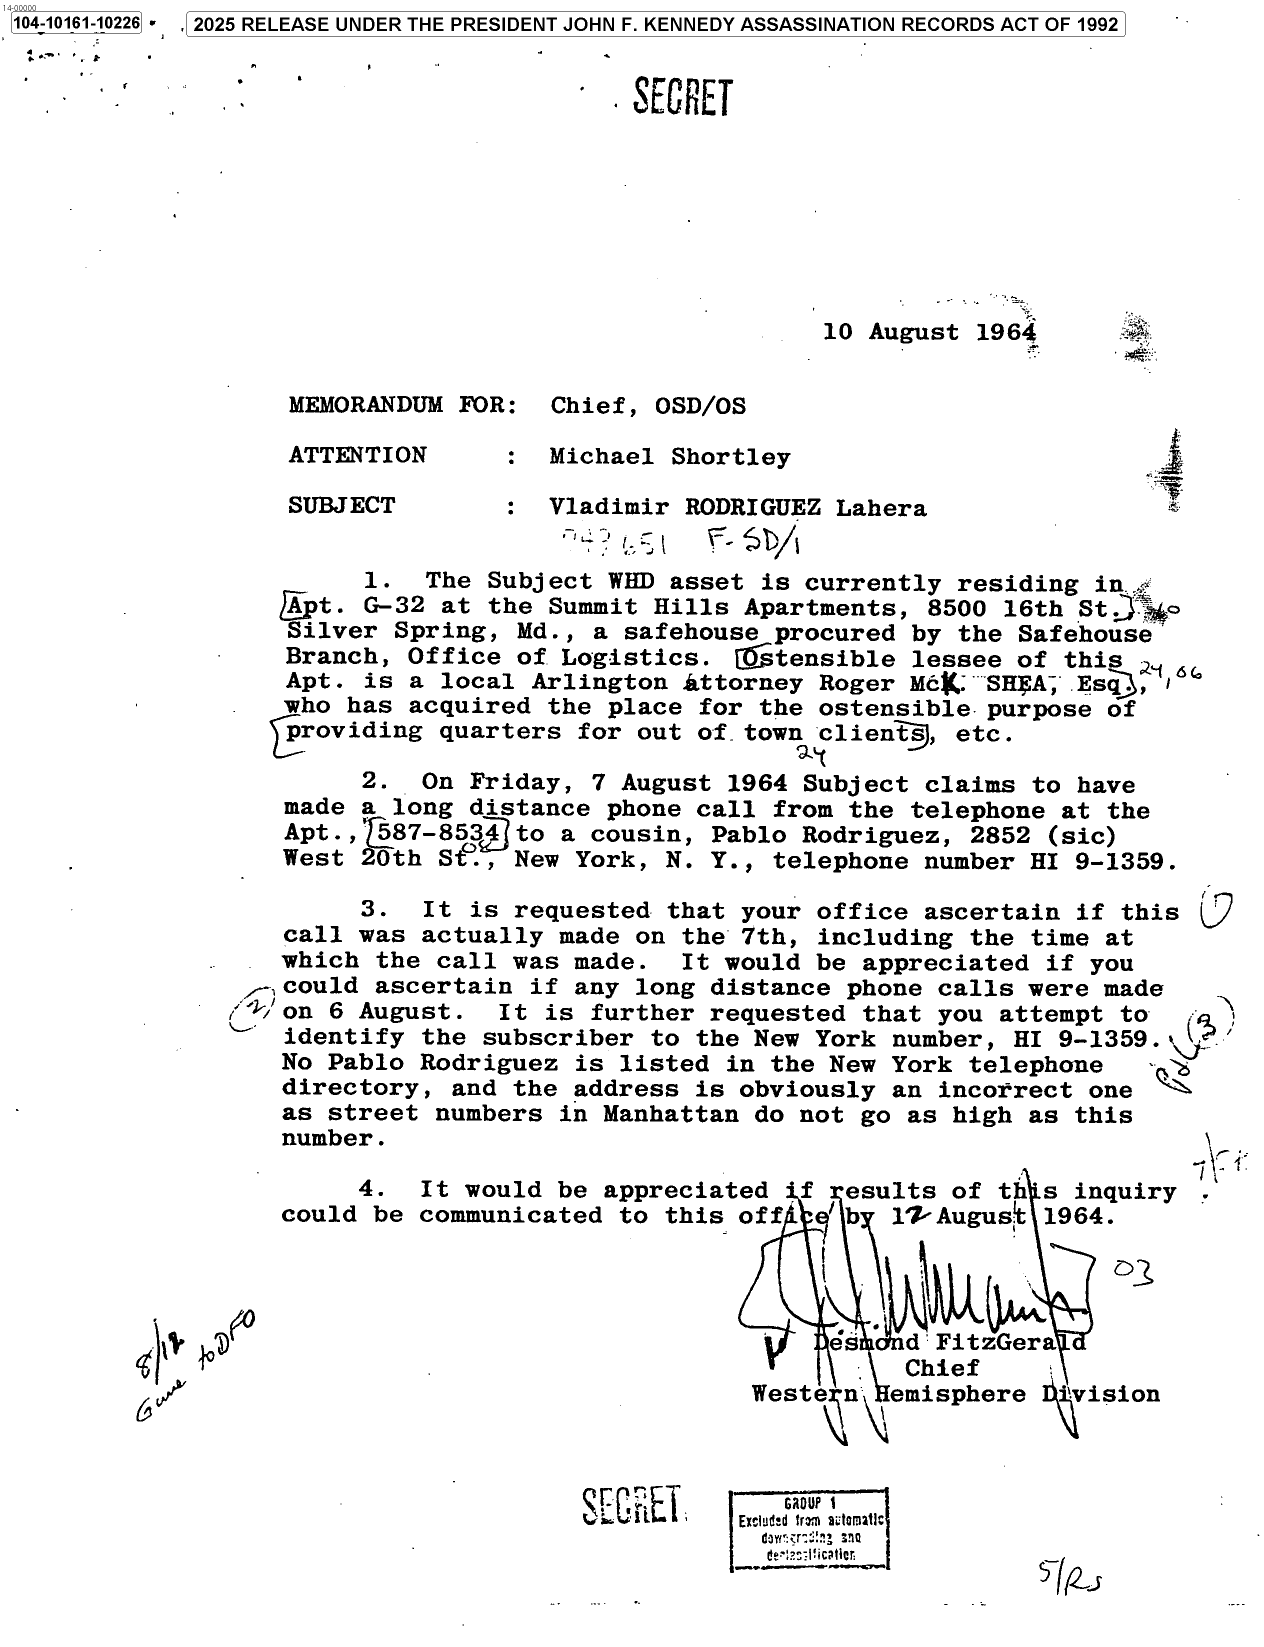 14-00000
104-10161-10226
2025 RELEASE UNDER THE PRESIDENT JOHN F. KENNEDY ASSASSINATION RECORDS ACT OF 1992
SECRET
10 August 1964
MEMORANDUM FOR: Chief, OSD/OS
ATTENTION : Michael Shortley
SUBJECT : Vladimir RODRIGUEZ Lahera
F-SD/1
1. The Subject WHD asset is currently residing in
Apt. G-32 at the Summit Hills Apartments, 8500 16th St.
Silver Spring, Md., a safehouse procured by the Safehouse
Branch, Office of Logistics. Ostensible lessee of this
24, 06
Apt. is a local Arlington attorney Roger McK. SHEA, Esq.,
who has acquired the place for the ostensible purpose of
providing quarters for out of town clients, etc.
24
2. On Friday, 7 August 1964 Subject claims to have
made a long distance phone call from the telephone at the
Apt., 587-8534 to a cousin, Pablo Rodriguez, 2852 (sic)
West 20th St., New York, N. Y., telephone number HI 9-1359.
3. It is requested that your office ascertain if this
call was actually made on the 7th, including the time at
which the call was made. It would be appreciated if you
could ascertain if any long distance phone calls were made
(2) on 6 August. It is further requested that you attempt to
identify the subscriber to the New York number, HI 9-1359. (3)
No Pablo Rodriguez is listed in the New York telephone
directory, and the address is obviously an incorrect one
as street numbers in Manhattan do not go as high as this
number.
4. It would be appreciated if results of this inquiry
could be communicated to this office by 12 August 1964.
03
Desmond FitzGerald
Chief
Western Hemisphere Division
8/12
Gave to DFO
SECRET
GROUP 1
Excluded from automatic
downgrading and
declassification
5/RS